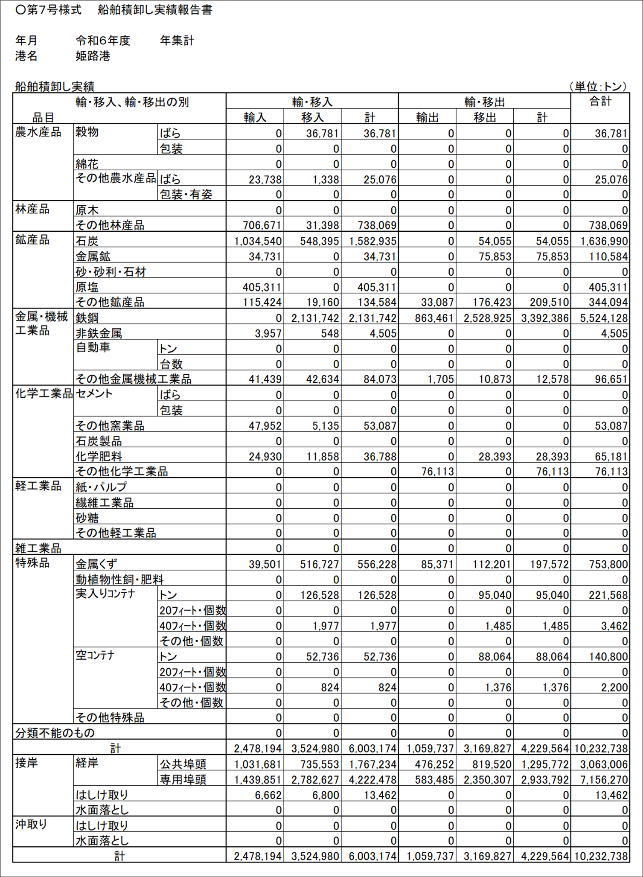 ○第７号様式　船舶積卸し実績報告書
年月　令和６年度　年集計
港名　姫路港
船舶積卸し実績　（単位：トン）
輸・移入、輸・移出の別　輸・移入　輸・移出　合計
品目　輸入　移入　計　輸出　移出　計
農水産品　穀物　ばら　0　36,781　36,781　0　0　0　36,781
包装　0　0　0　0　0　0　0
綿花　0　0　0　0　0　0　0
その他農水産品　ばら　23,738　1,338　25,076　0　0　0　25,076
包装・有姿　0　0　0　0　0　0　0
林産品　原木　0　0　0　0　0　0　0
その他林産品　706,671　31,398　738,069　0　0　0　738,069
鉱産品　石炭　1,034,540　548,395　1,582,935　0　54,055　54,055　1,636,990
金属鉱　34,731　0　34,731　0　75,853　75,853　110,584
砂・砂利・石材　0　0　0　0　0　0　0
原塩　405,311　0　405,311　0　0　0　405,311
その他鉱産品　115,424　19,160　134,584　33,087　176,423　209,510　344,094
金属・機械　鉄鋼　0　2,131,742　2,131,742　863,461　2,528,925　3,392,386　5,524,128
工業品　非鉄金属　3,957　548　4,505　0　0　0　4,505
自動車　トン　0　0　0　0　0　0　0
台数　0　0　0　0　0　0　0
その他金属機械工業品　41,439　42,634　84,073　1,705　10,873　12,578　96,651
化学工業品　セメント　ばら　0　0　0　0　0　0　0
包装　0　0　0　0　0　0　0
その他窯業品　47,952　5,135　53,087　0　0　0　53,087
石炭製品　0　0　0　0　0　0　0
化学肥料　24,930　11,858　36,788　0　28,393　28,393　65,181
その他化学工業品　0　0　0　76,113　0　76,113　76,113
軽工業品　紙・パルプ　0　0　0　0　0　0　0
繊維工業品　0　0　0　0　0　0　0
砂糖　0　0　0　0　0　0　0
その他軽工業品　0　0　0　0　0　0　0
雑工業品　0　0　0　0　0　0　0
特殊品　金属くず　39,501　516,727　556,228　85,371　112,201　197,572　753,800
動植物性飼・肥料　0　0　0　0　0　0　0
実入りコンテナ　トン　0　126,528　126,528　0　95,040　95,040　221,568
20フィート・個数　0　0　0　0　0　0　0
40フィート・個数　0　1,977　1,977　0　1,485　1,485　3,462
その他・個数　0　0　0　0　0　0　0
空コンテナ　トン　0　52,736　52,736　0　88,064　88,064　140,800
20フィート・個数　0　0　0　0　0　0　0
40フィート・個数　0　824　824　0　1,376　1,376　2,200
その他・個数　0　0　0　0　0　0　0
その他特殊品　0　0　0　0　0　0　0
分類不能のもの　0　0　0　0　0　0　0
計　2,478,194　3,524,980　6,003,174　1,059,737　3,169,827　4,229,564　10,232,738
接岸　経岸　公共埠頭　1,031,681　735,553　1,767,234　476,252　819,520　1,295,772　3,063,006
専用埠頭　1,439,851　2,782,627　4,222,478　583,485　2,350,307　2,933,792　7,156,270
はしけ取り　6,662　6,800　13,462　0　0　0　13,462
水面落とし　0　0　0　0　0　0　0
沖取り　はしけ取り　0　0　0　0　0　0　0
水面落とし　0　0　0　0　0　0　0
計　2,478,194　3,524,980　6,003,174　1,059,737　3,169,827　4,229,564　10,232,738